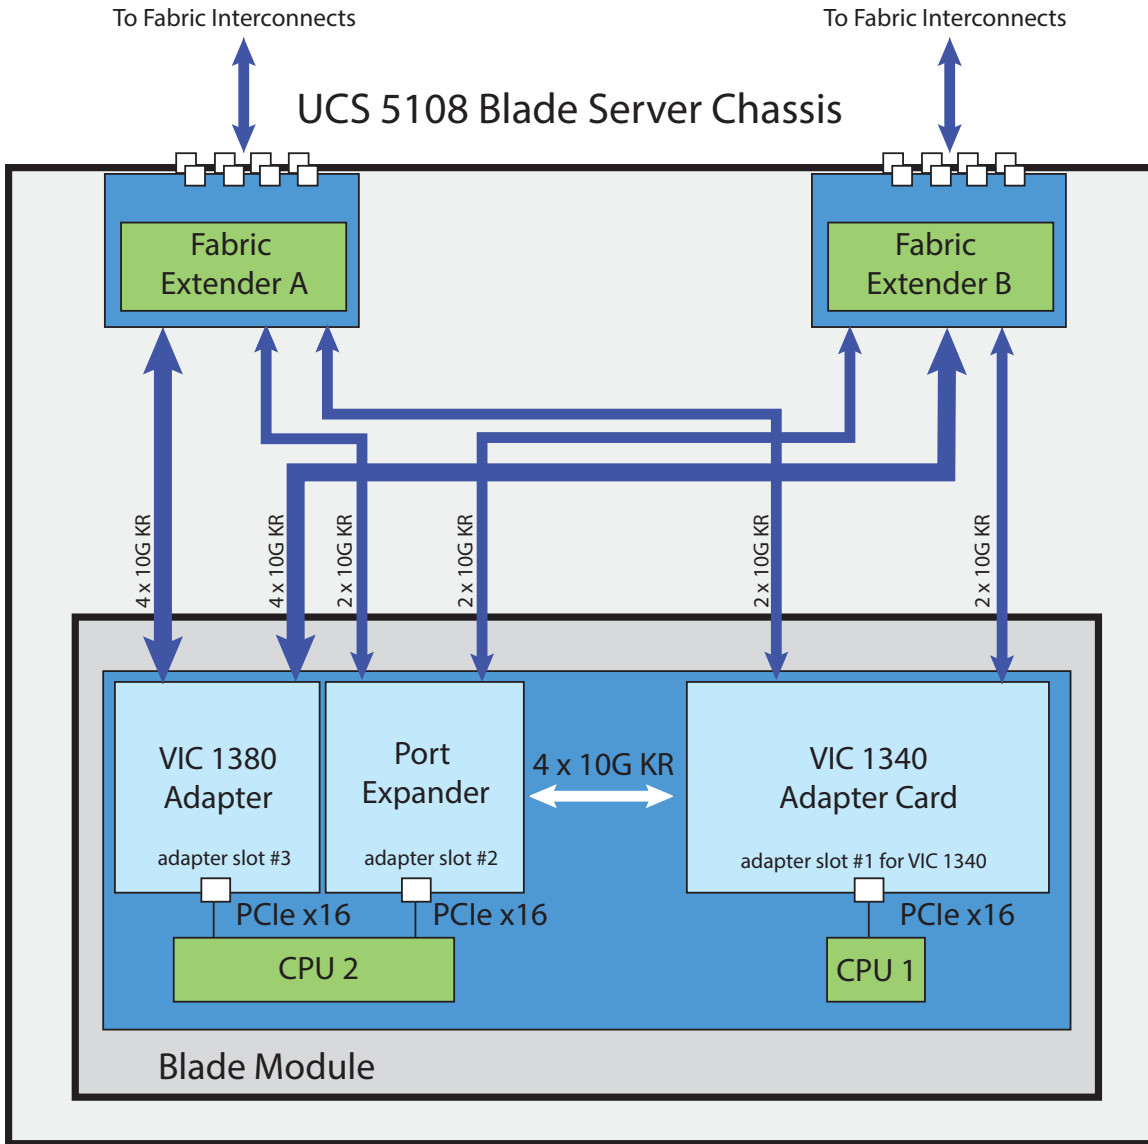 To Fabric Interconnects
To Fabric Interconnects
UCS 5108 Blade Server Chassis
Fabric
Extender A
Fabric
Extender B
4 x 10G KR
4 x 10G KR
2 x 10G KR
2 x 10G KR
2 x 10G KR
2 x 10G KR
VIC 1380
Adapter
adapter slot #3
Port
Expander
adapter slot #2
4 x 10G KR
VIC 1340
Adapter Card
adapter slot #1 for VIC 1340
PCIe x16
PCIe x16
PCIe x16
CPU 2
CPU 1
Blade Module